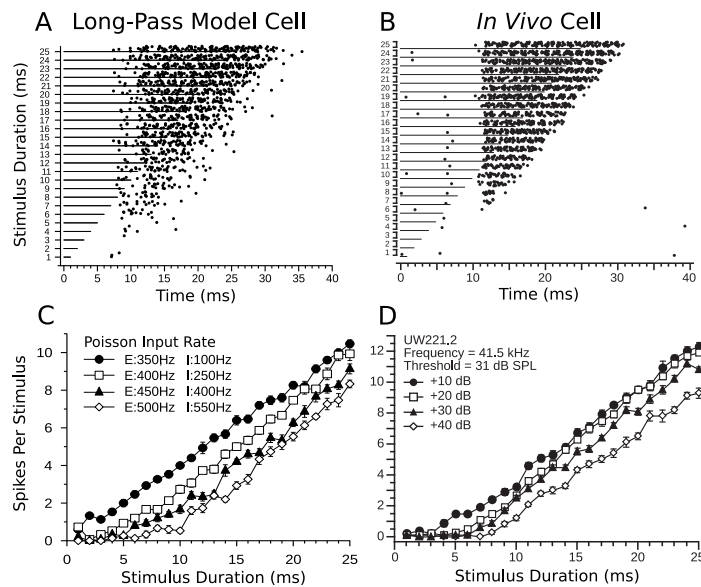 A Long-Pass Model Cell
B In Vivo Cell
Stimulus Duration (ms)
25
24
23
22
21
20
19
18
17
16
15
14
13
12
11
10
9
8
7
6
5
4
3
2
1
0 5 10 15 20 25 30 35 40
Time (ms)
25
24
23
22
21
20
19
18
17
16
15
14
13
12
11
10
9
8
7
6
5
4
3
2
1
0 10 20 30 40
Time (ms)
C
Poisson Input Rate
E:350Hz I:100Hz
E:400Hz I:250Hz
E:450Hz I:400Hz
E:500Hz I:550Hz
Spikes Per Stimulus
10
8
6
4
2
0
0 5 10 15 20 25
Stimulus Duration (ms)
D
UW221.2
Frequency = 41.5 kHz
Threshold = 31 dB SPL
+10 dB
+20 dB
+30 dB
+40 dB
12
10
8
6
4
2
0
0 5 10 15 20 25
Stimulus Duration (ms)